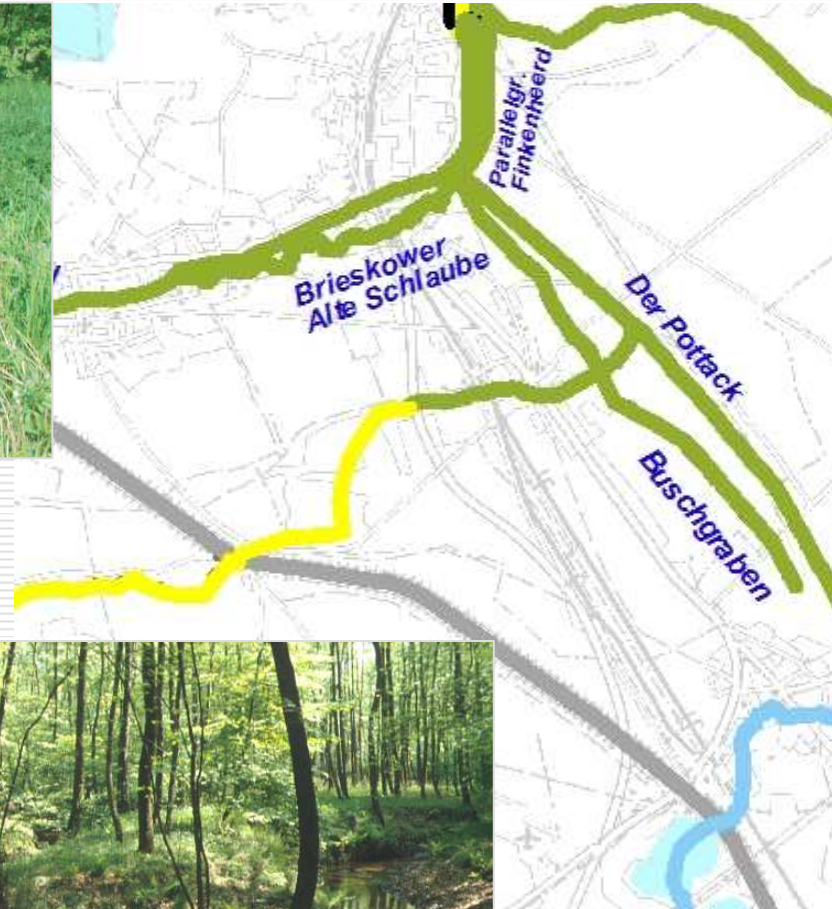 Parallelgr.
Finkenheerd
Brieskower
Alte Schlaube
Der Pottack
Buschgraben